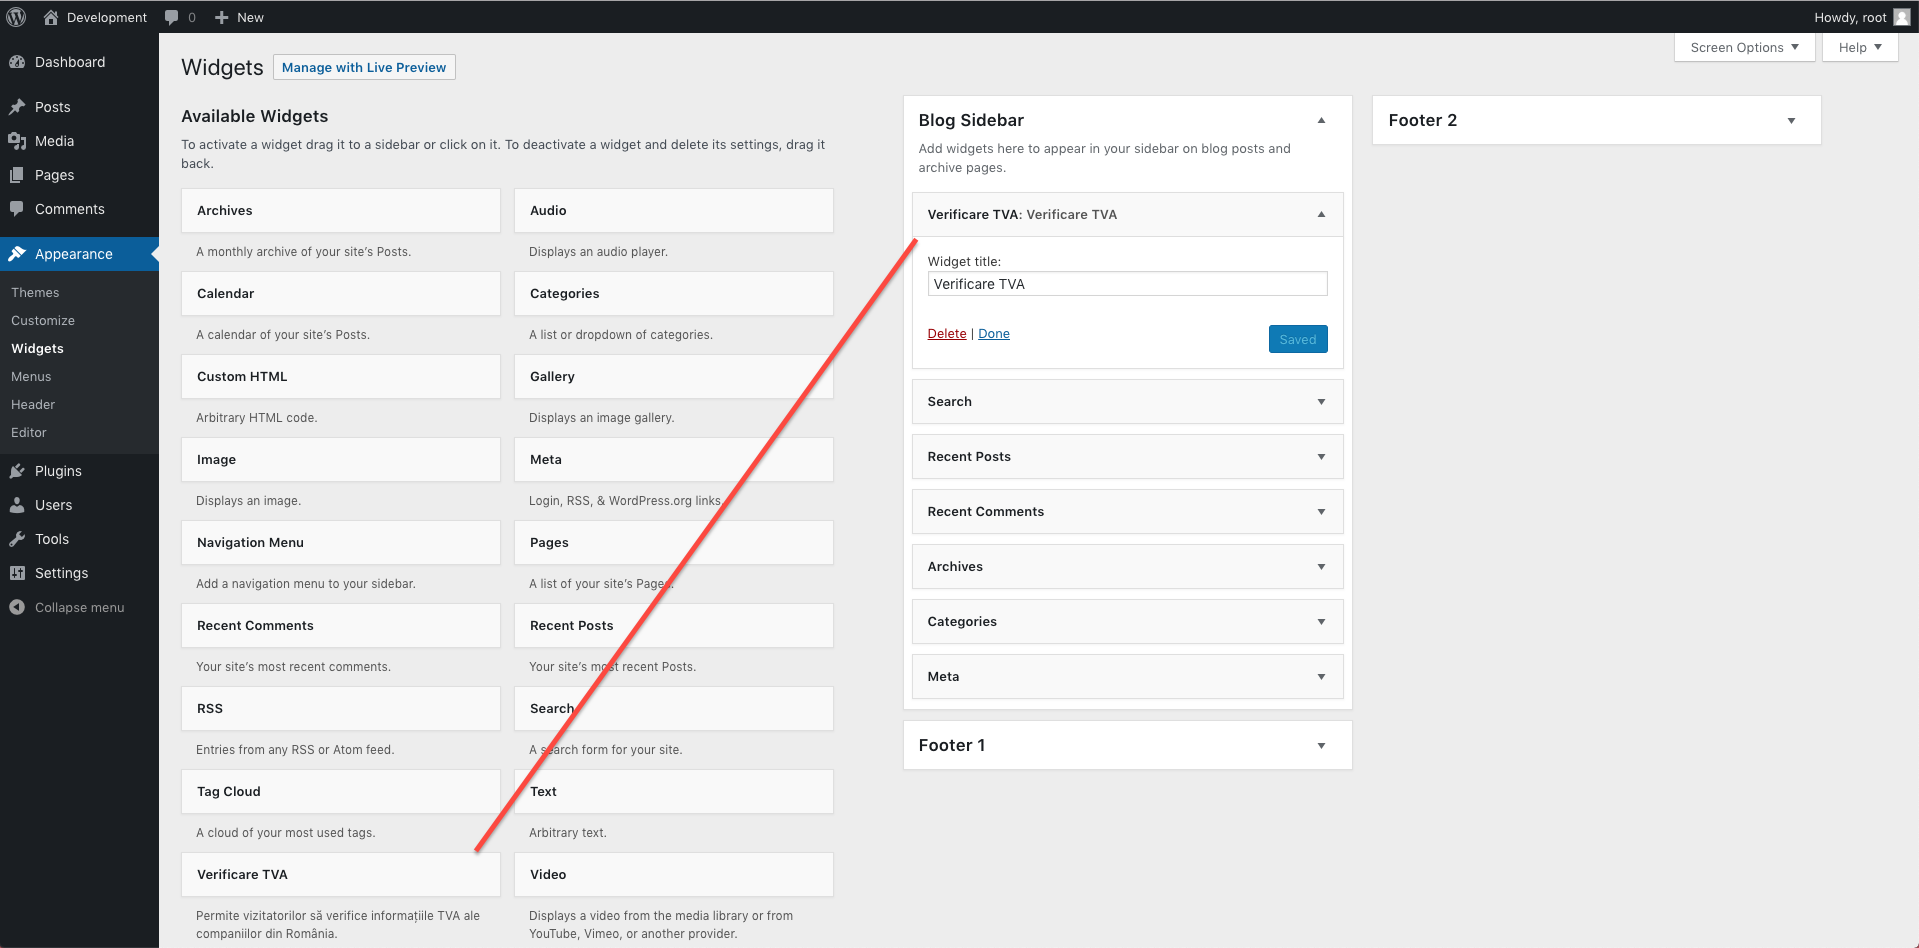 Development
0
New
Howdy, root
Dashboard
Posts
Media
Pages
Comments
Appearance
Themes
Customize
Widgets
Menus
Header
Editor
Plugins
Users
Tools
Settings
Collapse menu
Screen Options
Help
Widgets
Manage with Live Preview
Available Widgets
To activate a widget drag it to a sidebar or click on it. To deactivate a widget and delete its settings, drag it
back.
Archives
A monthly archive of your site’s Posts.
Audio
Displays an audio player.
Calendar
A calendar of your site’s Posts.
Categories
A list or dropdown of categories.
Custom HTML
Arbitrary HTML code.
Gallery
Displays an image gallery.
Image
Displays an image.
Meta
Login, RSS, & WordPress.org links.
Navigation Menu
Add a navigation menu to your sidebar.
Pages
A list of your site’s Pages.
Recent Comments
Your site’s most recent comments.
Recent Posts
Your site’s most recent Posts.
RSS
Entries from any RSS or Atom feed.
Search
A search form for your site.
Tag Cloud
A cloud of your most used tags.
Text
Arbitrary text.
Verificare TVA
Permite vizitatorilor să verifice informațiile TVA ale
companiilor din România.
Video
Displays a video from the media library or from
YouTube, Vimeo, or another provider.
Blog Sidebar
Add widgets here to appear in your sidebar on blog posts and
archive pages.
Verificare TVA: Verificare TVA
Widget title:
Verificare TVA
Delete | Done
Saved
Search
Recent Posts
Recent Comments
Archives
Categories
Meta
Footer 1
Footer 2